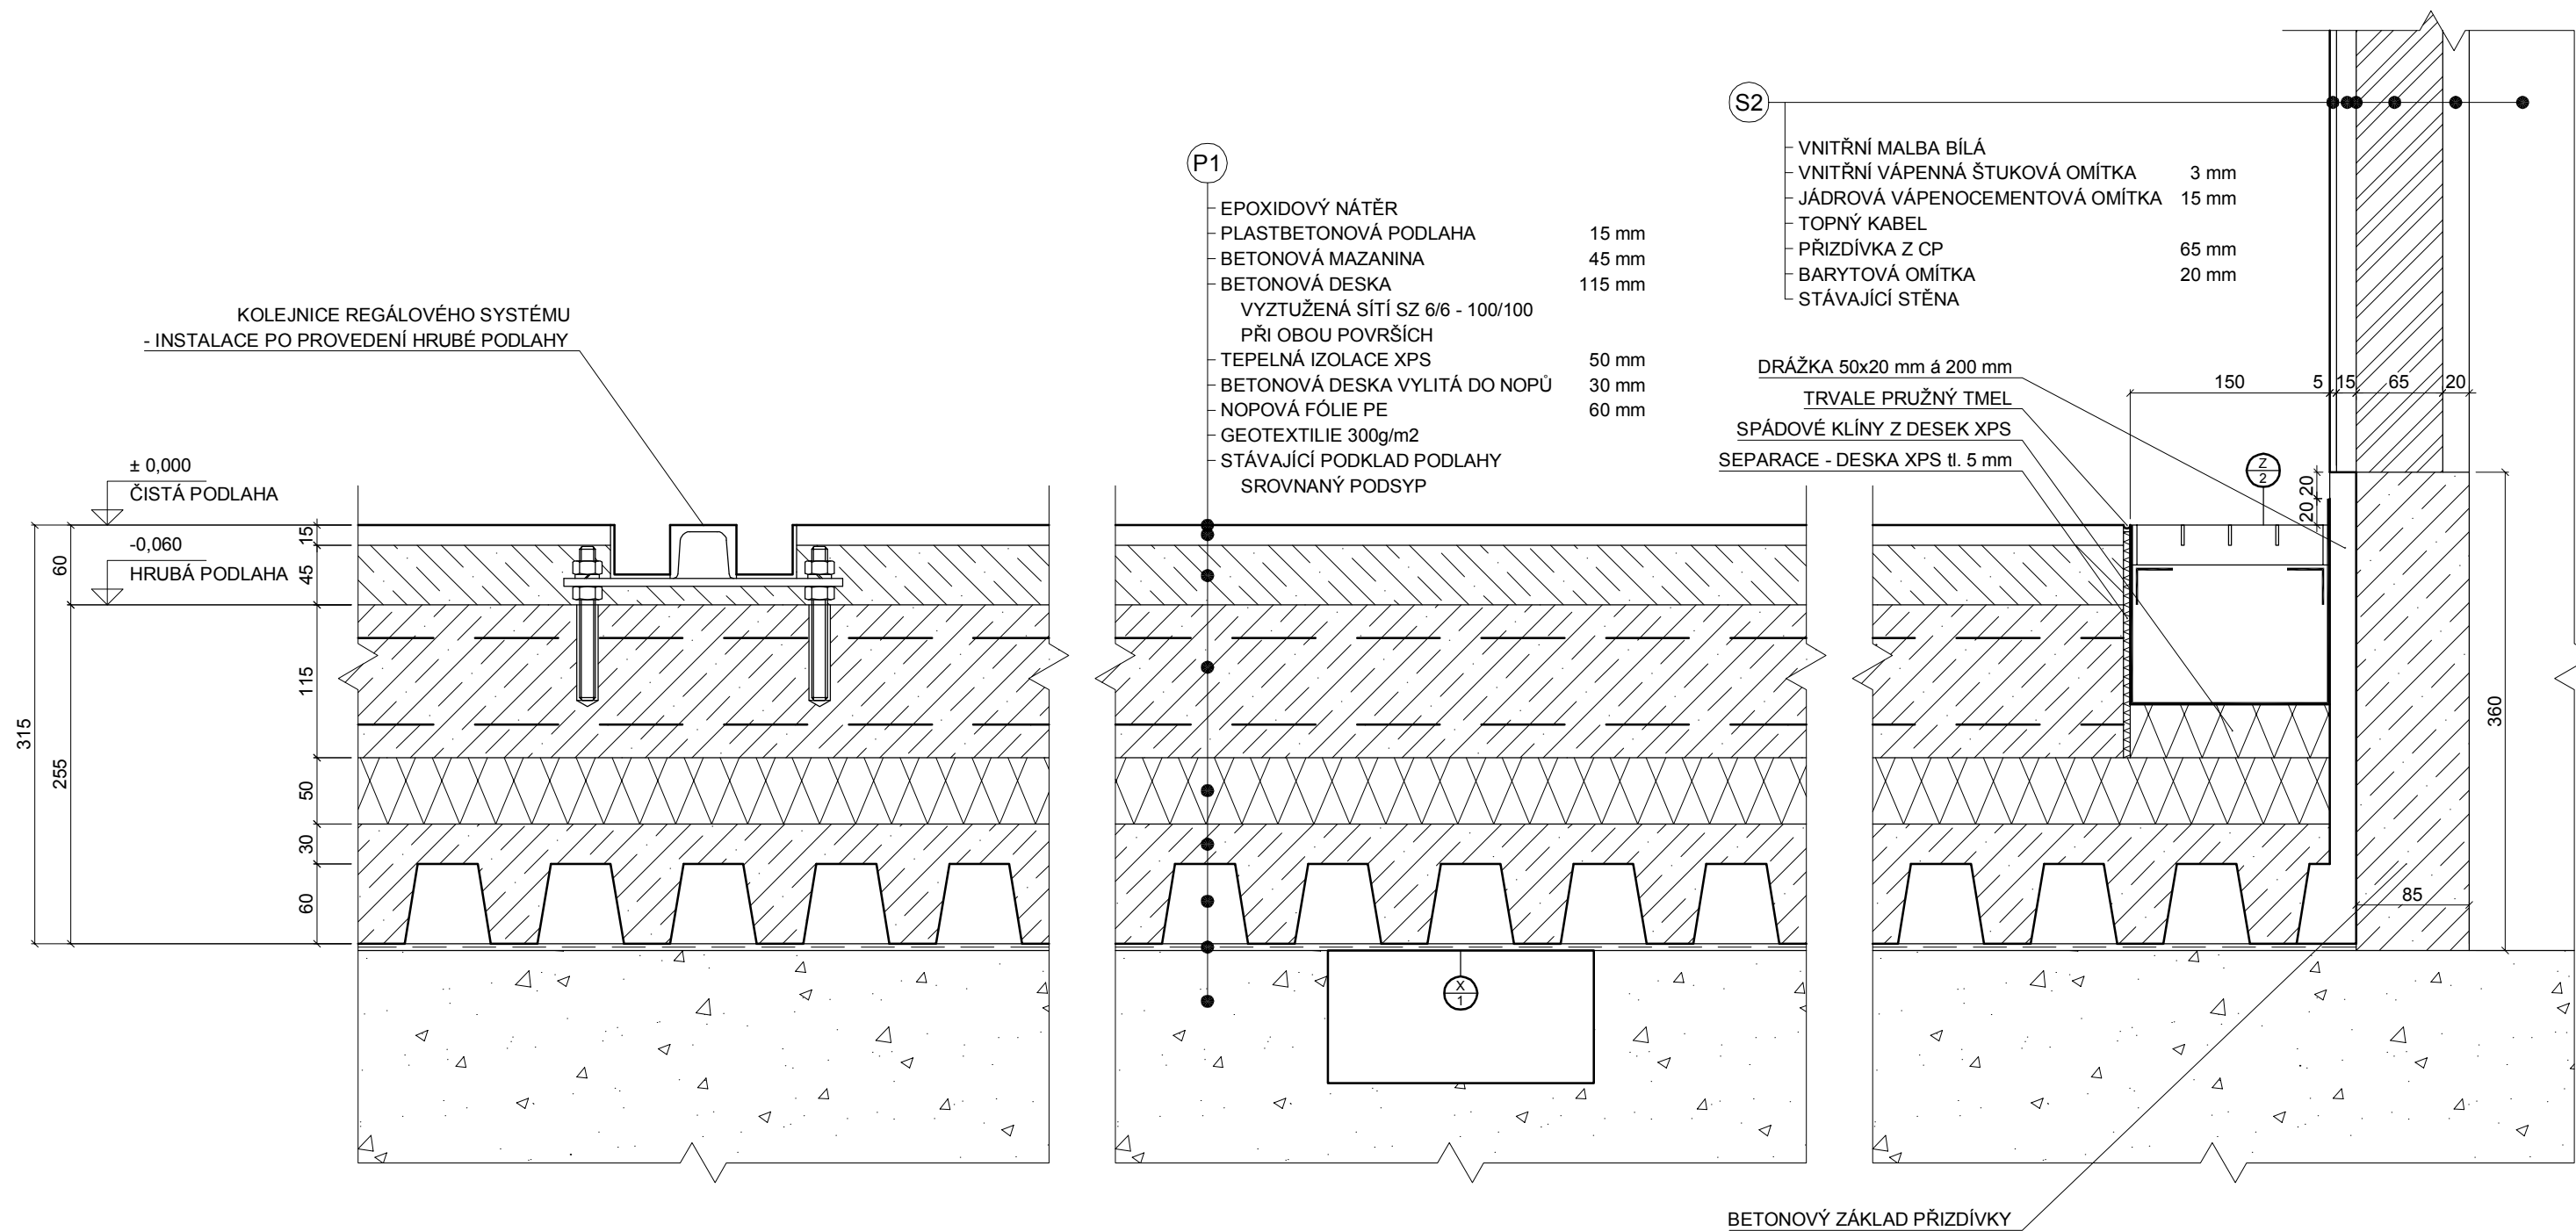 S2
VNITŘNÍ MALBA BÍLÁ
VNITŘNÍ VÁPENNÁ ŠTUKOVÁ OMÍTKA 3 mm
JÁDROVÁ VÁPENOCEMENTOVÁ OMÍTKA 15 mm
TOPNÝ KABEL
PŘIZDÍVKA Z CP 65 mm
BARYTOVÁ OMÍTKA 20 mm
STÁVAJÍCÍ STĚNA
P1
EPOXIDOVÝ NÁTĚR
PLASTBETONOVÁ PODLAHA 15 mm
BETONOVÁ MAZANINA 45 mm
BETONOVÁ DESKA 115 mm
VYZTUŽENÁ SÍTÍ SZ 6/6 - 100/100
PŘI OBOU POVRŠÍCH
TEPELNÁ IZOLACE XPS 50 mm
BETONOVÁ DESKA VYLITÁ DO NOPŮ 30 mm
NOPOVÁ FÓLIE PE 60 mm
GEOTEXTILIE 300g/m2
STÁVAJÍCÍ PODKLAD PODLAHY
SROVNANÝ PODSYP
KOLEJNICE REGÁLOVÉHO SYSTÉMU
- INSTALACE PO PROVEDENÍ HRUBÉ PODLAHY
DRÁŽKA 50x20 mm á 200 mm
TRVALE PRUŽNÝ TMEL
SPÁDOVÉ KLÍNY Z DESEK XPS
SEPARACE - DESKA XPS tl. 5 mm
150 5 15 65 20
Z
2
20
20
± 0,000
ČISTÁ PODLAHA
-0,060
HRUBÁ PODLAHA
315
60
255
15
45
115
50
30
60
360
85
X
1
BETONOVÝ ZÁKLAD PŘIZDÍVKY